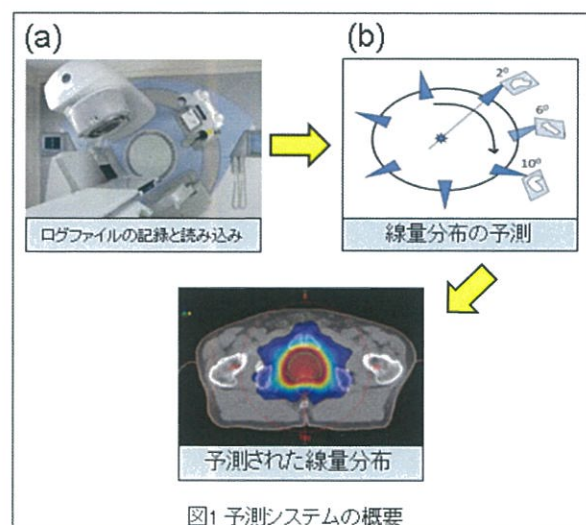 (a)
(b)
2°
6°
10°
ログファイルの記録と読み込み
線量分布の予測
予測された線量分布
図1 予測システムの概要